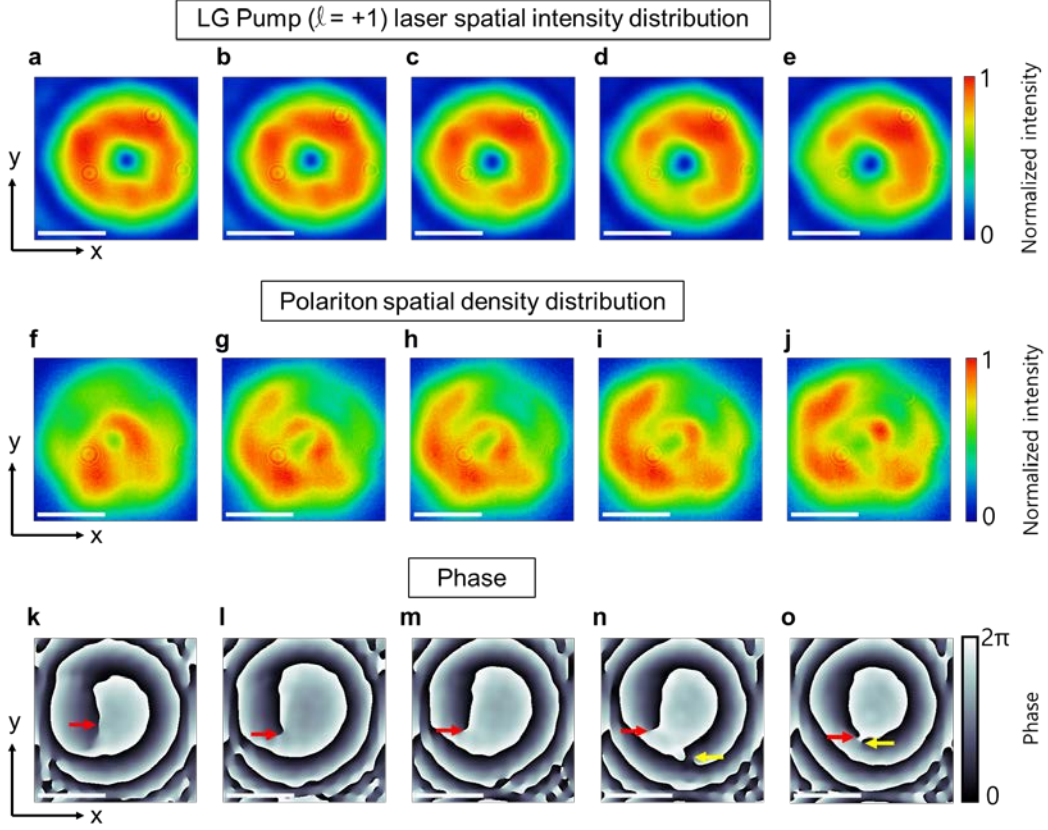 LG Pump (ℓ = +1) laser spatial intensity distribution
a b c d e
y
x
1
0
Normalized intensity
Polariton spatial density distribution
f g h i j
y
x
1
0
Normalized intensity
Phase
k l m n o
y
x
2π
0
Phase